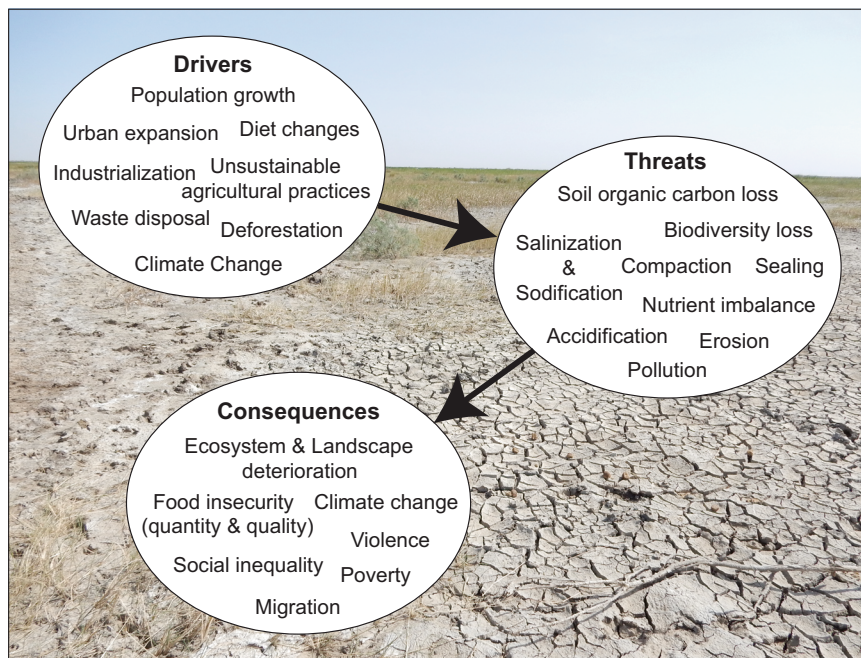 Drivers
Population growth
Urban expansion
Diet changes
Industrialization
Unsustainable
agricultural practices
Waste disposal
Deforestation
Climate Change
Threats
Soil organic carbon loss
Biodiversity loss
Salinization
&
Sodification
Compaction
Sealing
Nutrient imbalance
Accidification
Erosion
Pollution
Consequences
Ecosystem & Landscape
deterioration
Food insecurity
(quantity & quality)
Climate change
Violence
Social inequality
Poverty
Migration